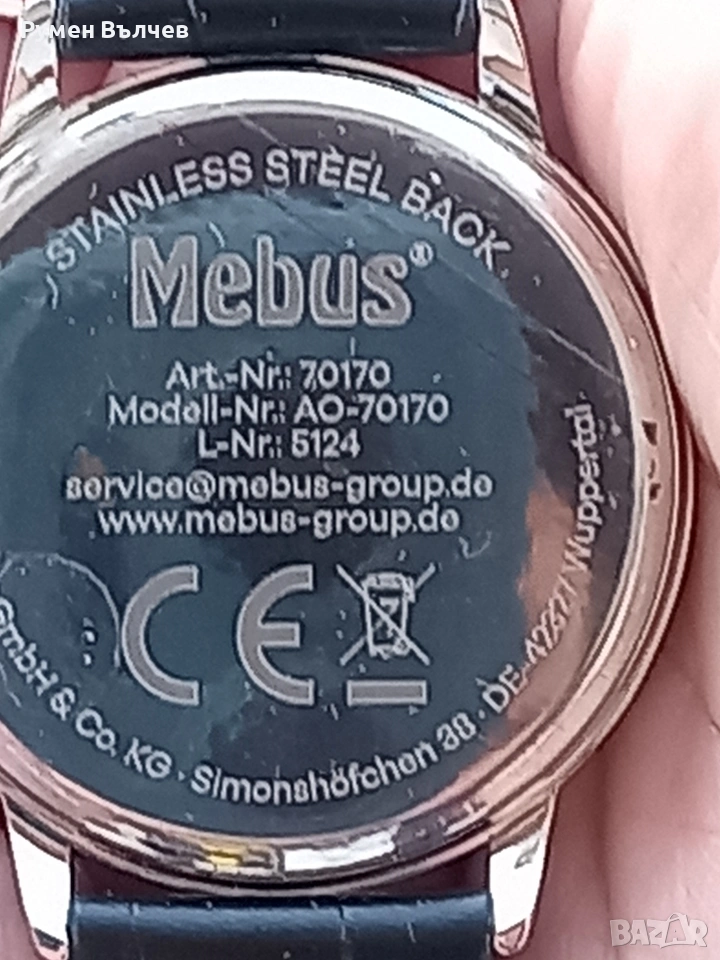 Румен Вълчев
STAINLESS STEEL BACK
Mebus®
Art.-Nr.: 70170
Modell-Nr.: AO-70170
L-Nr.: 5124
service@mebus-group.de
www.mebus-group.de
CE
GmbH & Co. KG · Simonshöfchen 38 · DE-42327 Wuppertal
BAZAR